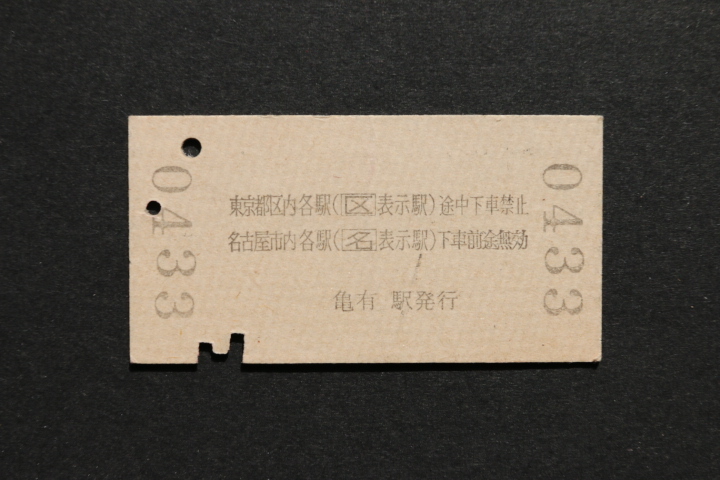 0433
東京都区内各駅(区表示駅)途中下車禁止
名古屋市内各駅(名表示駅)下車前途無効
亀有 駅発行
0433